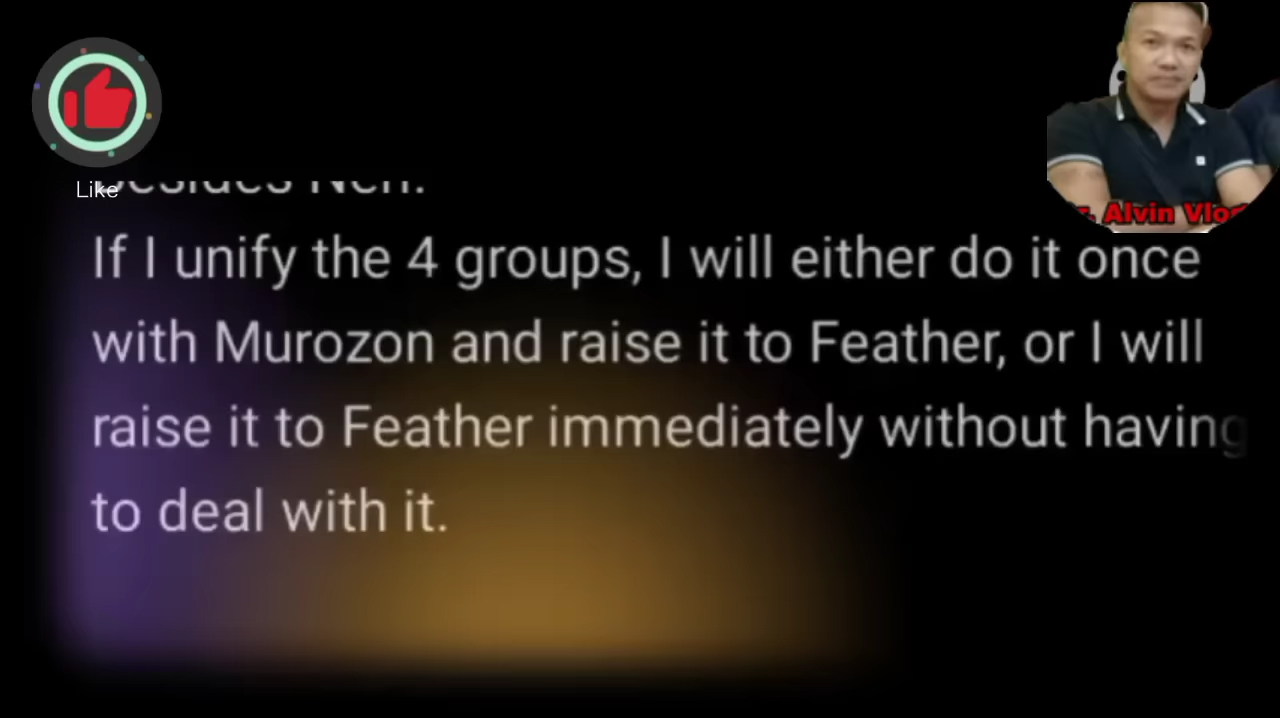 Like
If I unify the 4 groups, I will either do it once
with Murozon and raise it to Feather, or I will
raise it to Feather immediately without having
to deal with it.
Alvin